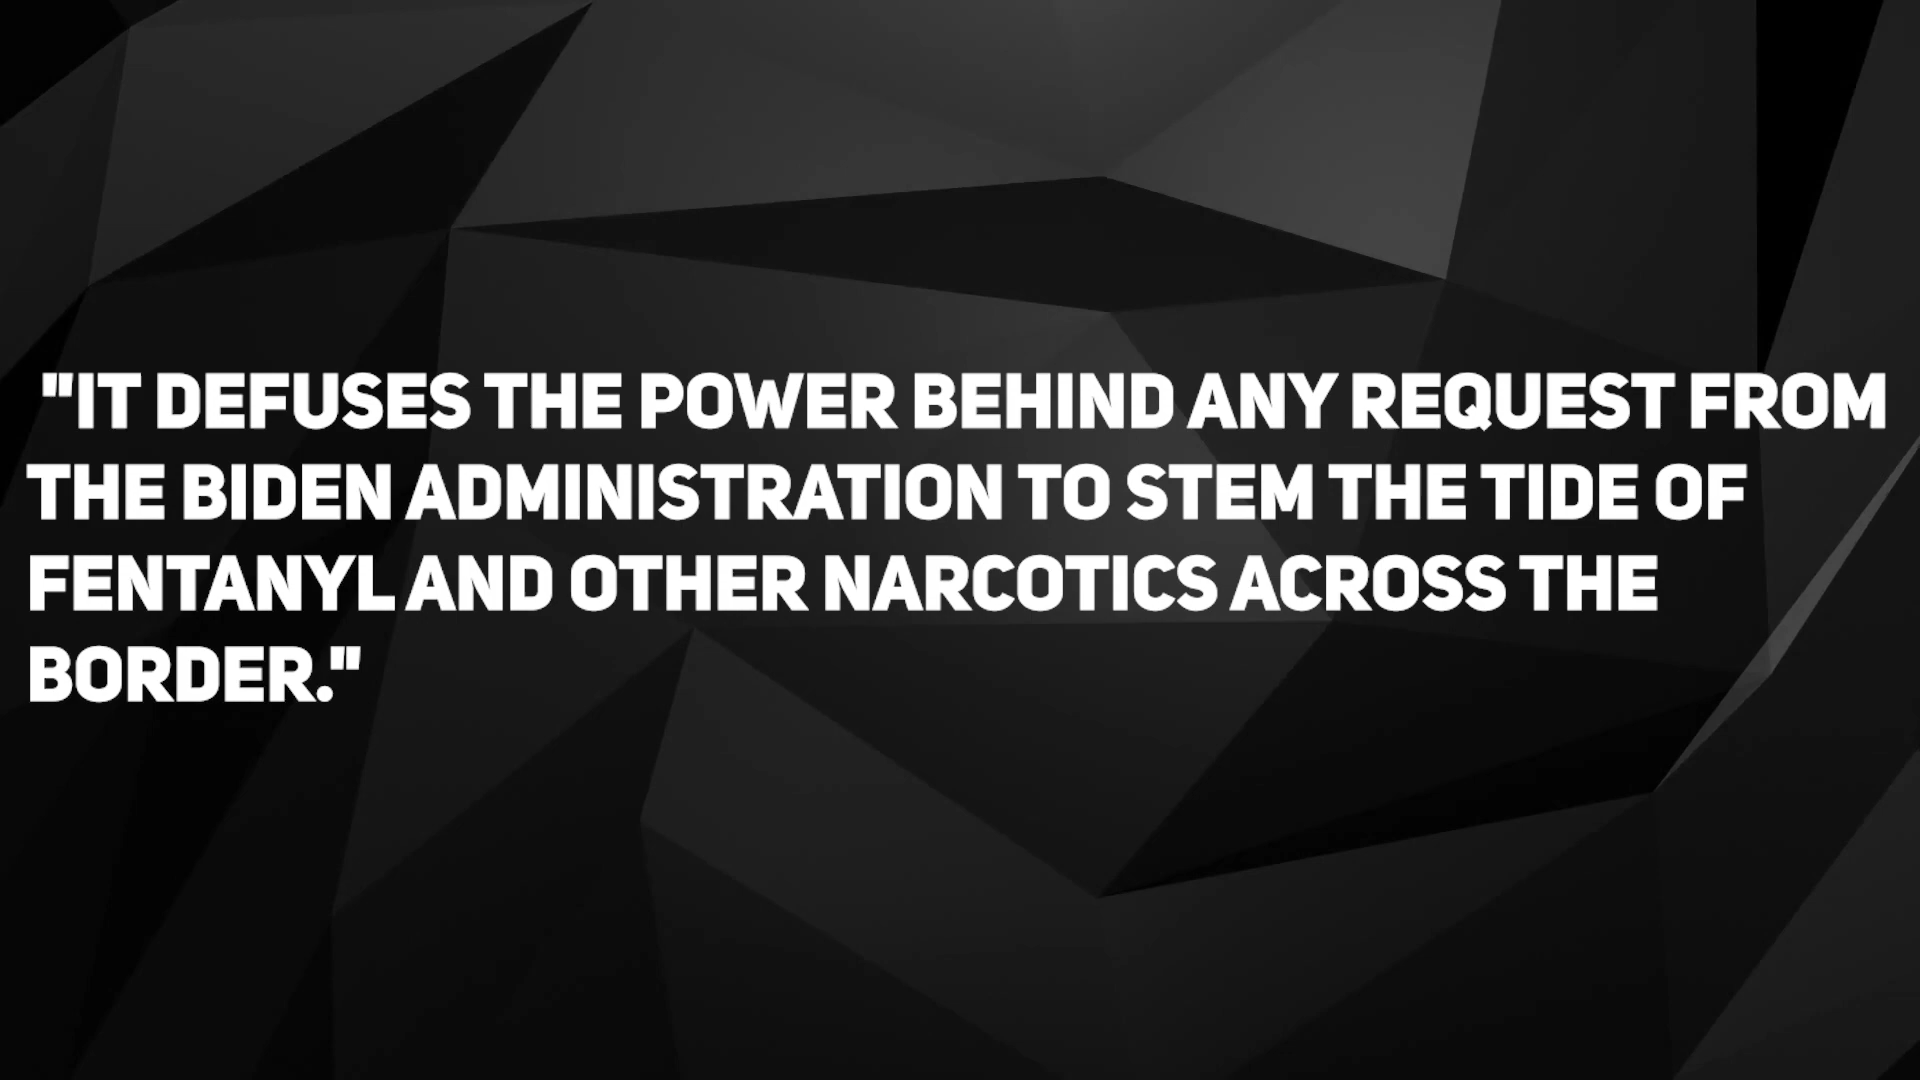 "IT DEFUSES THE POWER BEHIND ANY REQUEST FROM
THE BIDEN ADMINISTRATION TO STEM THE TIDE OF
FENTANYL AND OTHER NARCOTICS ACROSS THE
BORDER."